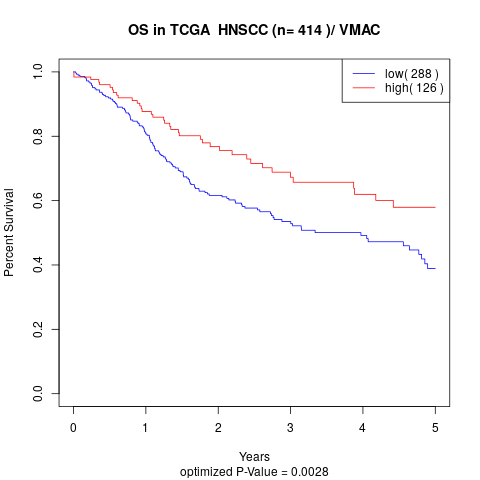 OS in TCGA  HNSCC (n= 414 )/ VMAC
low( 288 )
high( 126 )
Percent Survival
1.0
0.8
0.6
0.4
0.2
0.0
0 1 2 3 4 5
Years
optimized P-Value = 0.0028